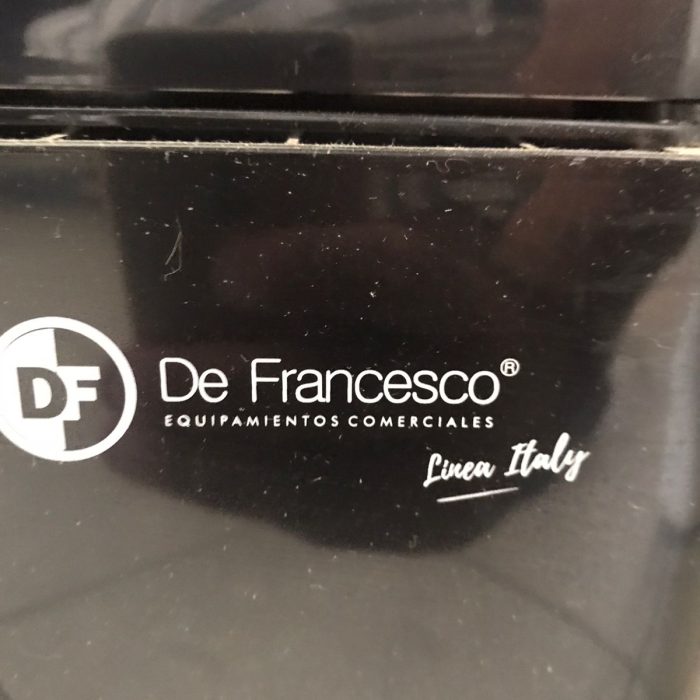 DF
De Francesco®
EQUIPAMIENTOS COMERCIALES
Linea Italy